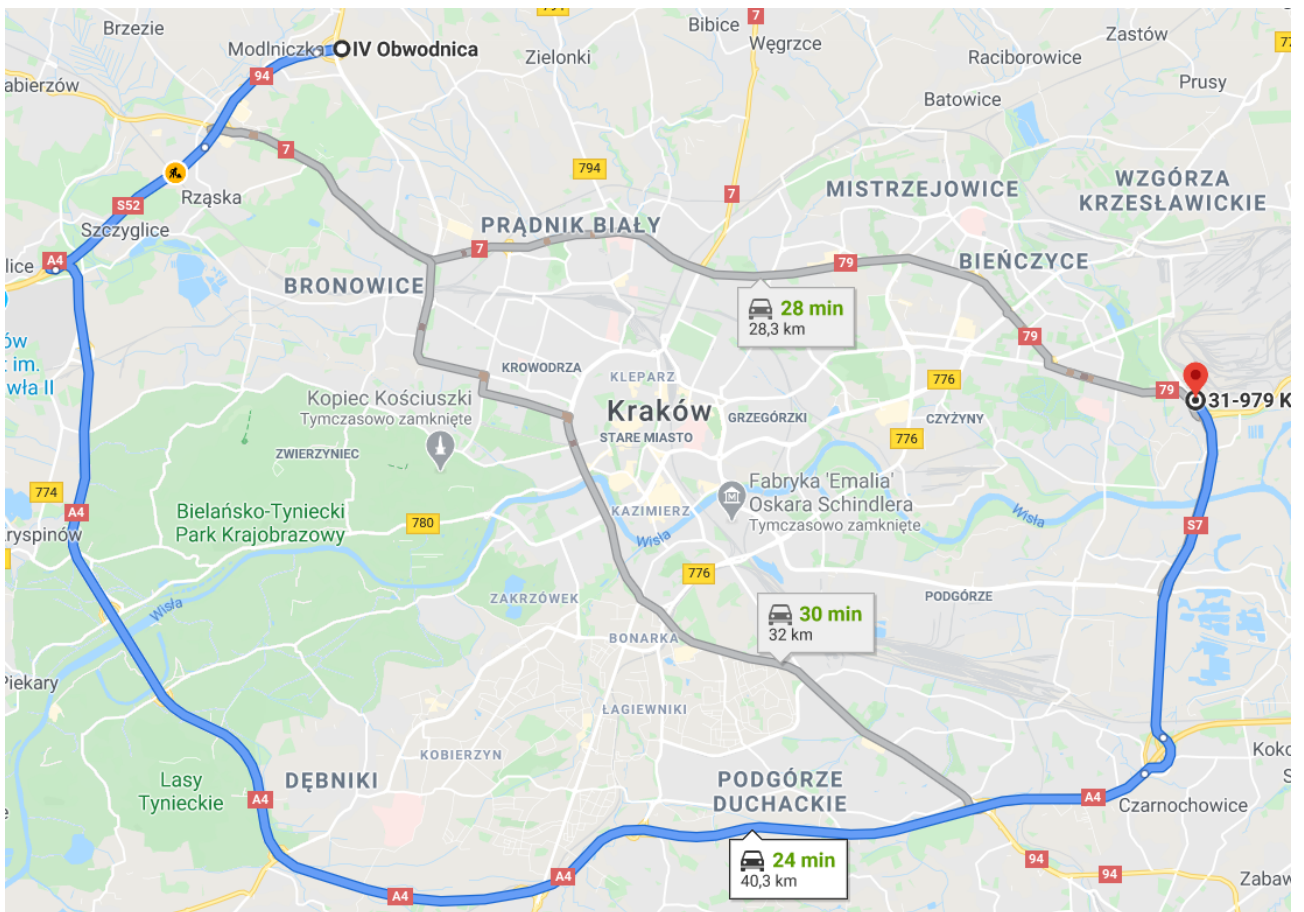 Brzezie
Bibice
7
Węgrzce
Zastów
Modlniczka
IV Obwodnica
Zielonki
Raciborowice
94
Prusy
Batowice
7
794
7
Rząska
MISTRZEJOWICE
WZGÓRZA
KRZESŁAWICKIE
S52
PRĄDNIK BIAŁY
Szczyglice
7
A4
79
BIEŃCZYCE
BRONOWICE
28 min
28,3 km
79
KROWODRZA
KLEPARZ
776
79
Kopiec Kościuszki
Tymczasowo zamknięte
Kraków
GRZEGÓRZKI
CZYŻYNY
31-979 K
STARE MIASTO
776
ZWIERZYNIEC
774
A4
Bielańsko-Tyniecki
Park Krajobrazowy
780
KAZIMIERZ
Fabryka 'Emalia'
Oskara Schindlera
Tymczasowo zamknięte
Wisła
S7
Wisła
776
Wisła
ZAKRZÓWEK
PODGÓRZE
30 min
32 km
BONARKA
Piekary
ŁAGIEWNIKI
KOBIERZYN
Lasy
Tynieckie
DĘBNIKI
PODGÓRZE
DUCHACKIE
A4
A4
Czarnochowice
24 min
40,3 km
94
94
A4
A4